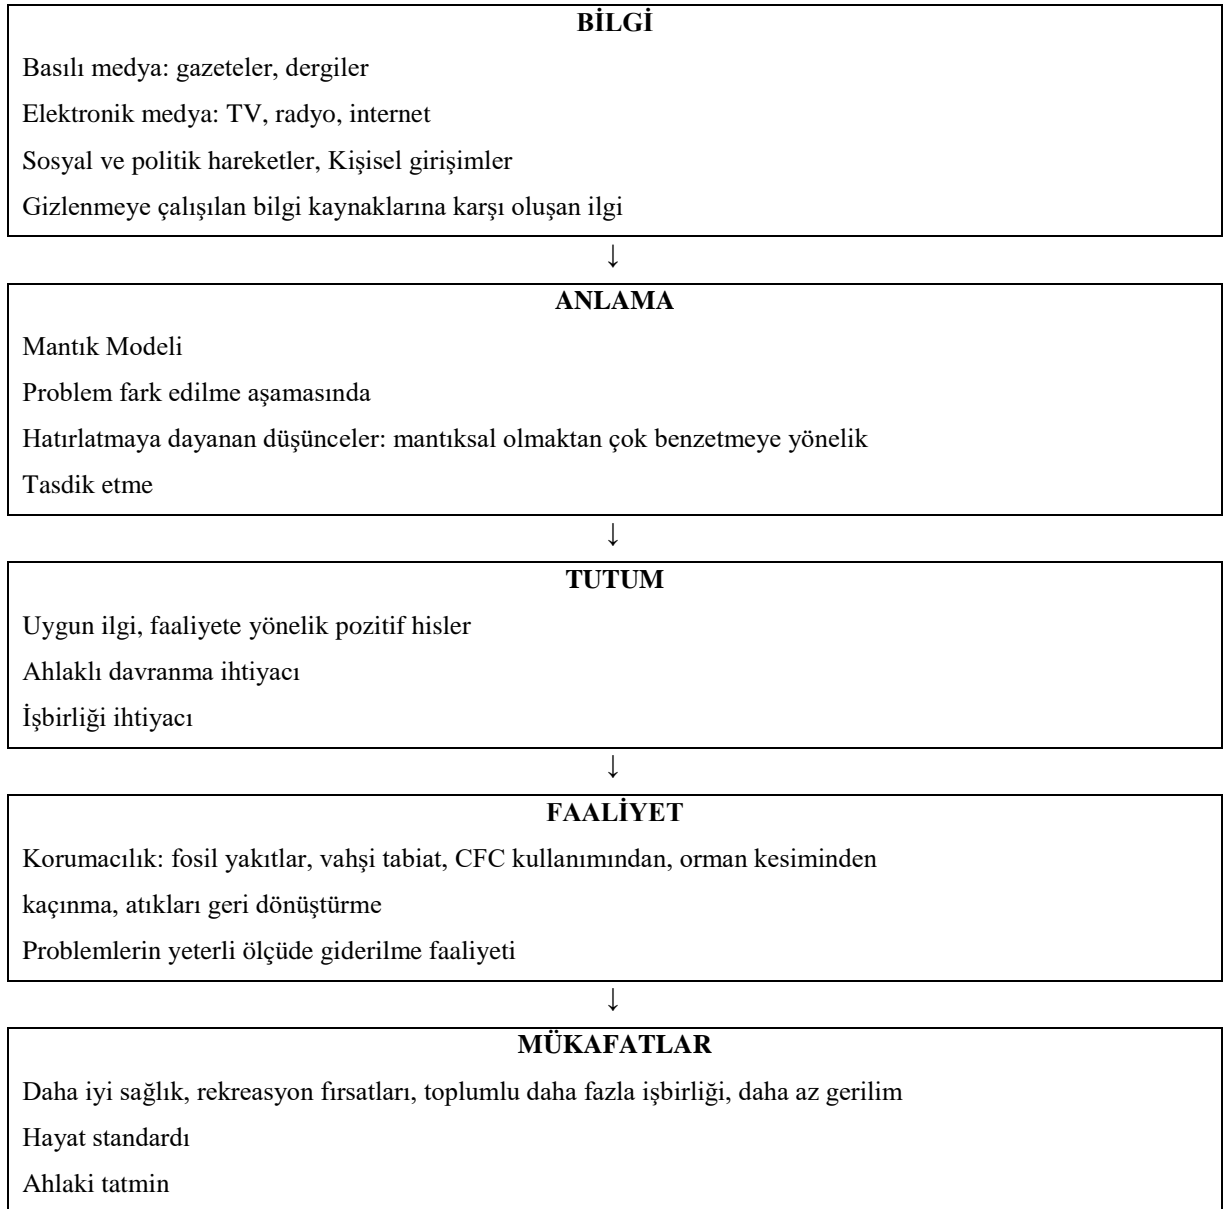 BİLGİ
Basılı medya: gazeteler, dergiler
Elektronik medya: TV, radyo, internet
Sosyal ve politik hareketler, Kişisel girişimler
Gizlenmeye çalışılan bilgi kaynaklarına karşı oluşan ilgi
↓
ANLAMA
Mantık Modeli
Problem fark edilme aşamasında
Hatırlatmaya dayanan düşünceler: mantıksal olmaktan çok benzetmeye yönelik
Tasdik etme
↓
TUTUM
Uygun ilgi, faaliyete yönelik pozitif hisler
Ahlaklı davranma ihtiyacı
İşbirliği ihtiyacı
↓
FAALİYET
Korumacılık: fosil yakıtlar, vahşi tabiat, CFC kullanımından, orman kesiminden
kaçınma, atıkları geri dönüştürme
Problemlerin yeterli ölçüde giderilme faaliyeti
↓
MÜKAFATLAR
Daha iyi sağlık, rekreasyon fırsatları, toplumlu daha fazla işbirliği, daha az gerilim
Hayat standardı
Ahlaki tatmin